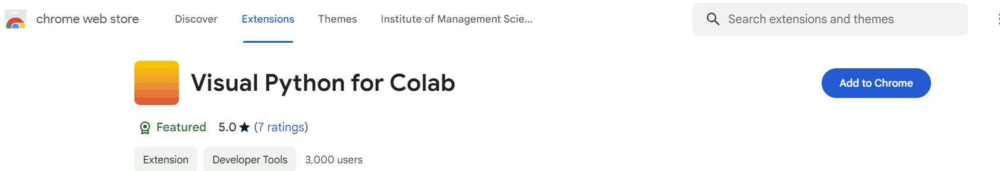 chrome web store Discover Extensions Themes Institute of Management Scie... Search extensions and themes
Visual Python for Colab Add to Chrome
Featured 5.0 ★ (7 ratings)
Extension Developer Tools 3,000 users